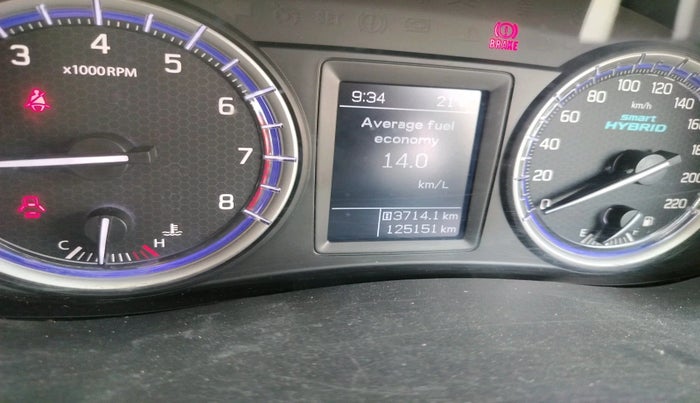 3 4 5 6 7 8
x1000RPM
C H
BRAKE
9:34 21
Average fuel
economy
14.0
km/L
B 3714.1 km
125151 km
0 20 40 60 80 100 120 140
km/h
smart
HYBRID
200
220
E F